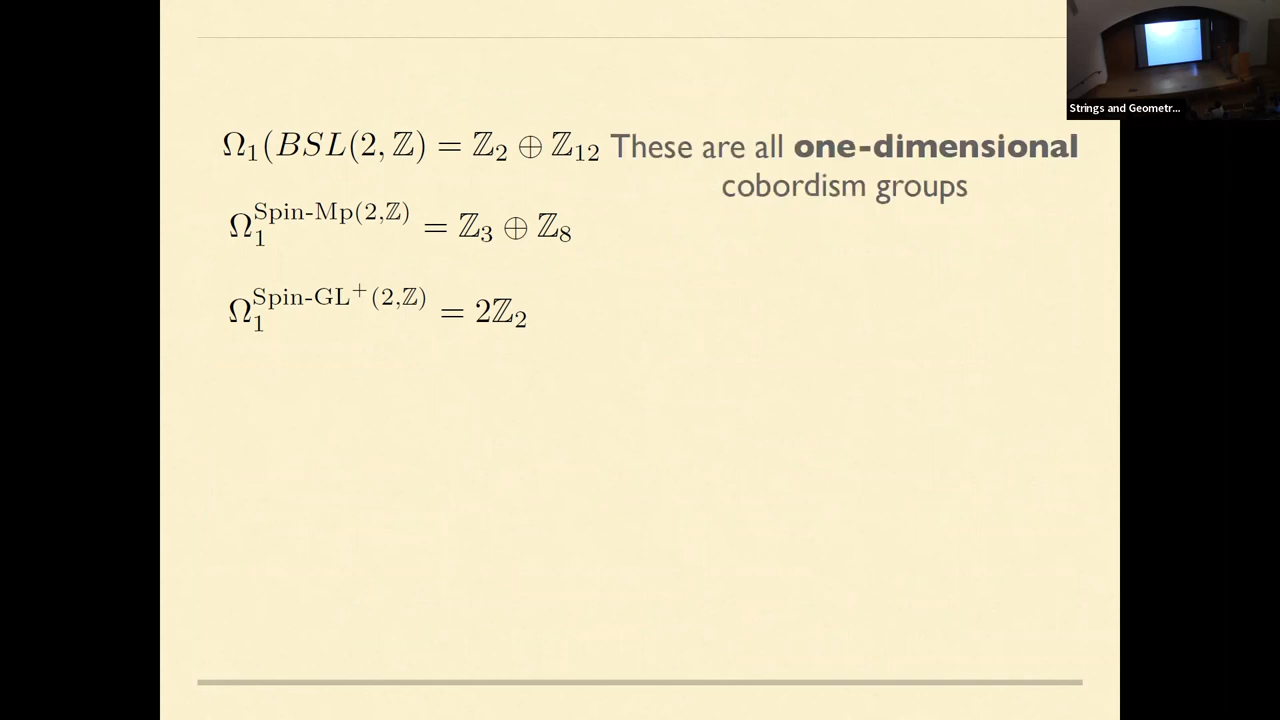 Ω₁(BSL(2,ℤ) = ℤ₂ ⊕ ℤ₁₂ These are all one-dimensional
cobordism groups
Ω₁^{Spin-Mp(2,ℤ)} = ℤ₃ ⊕ ℤ₈
Ω₁^{Spin-GL⁺(2,ℤ)} = 2ℤ₂
Strings and Geometr...